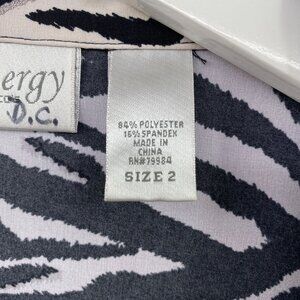 ergy
D.C.
84% POLYESTER
16% SPANDEX
MADE IN
CHINA
RN#79984
SIZE 2